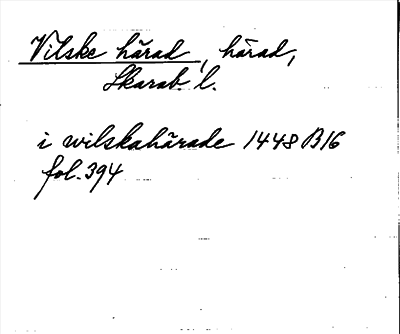 Vilske härad, härad,
Skarab. l.
i wilskahärade 1448 B16
fol. 394